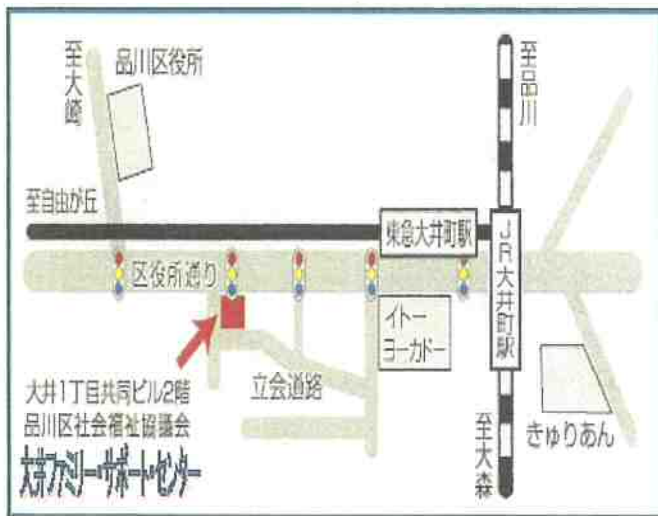 至大崎
品川区役所
至品川
至自由が丘
東急大井町駅
JR大井町駅
区役所通り
イトー
ヨーカドー
大井1丁目共同ビル2階
品川区社会福祉協議会
大井ファミリー・サポート・センター
立会道路
きゅりあん
至大森